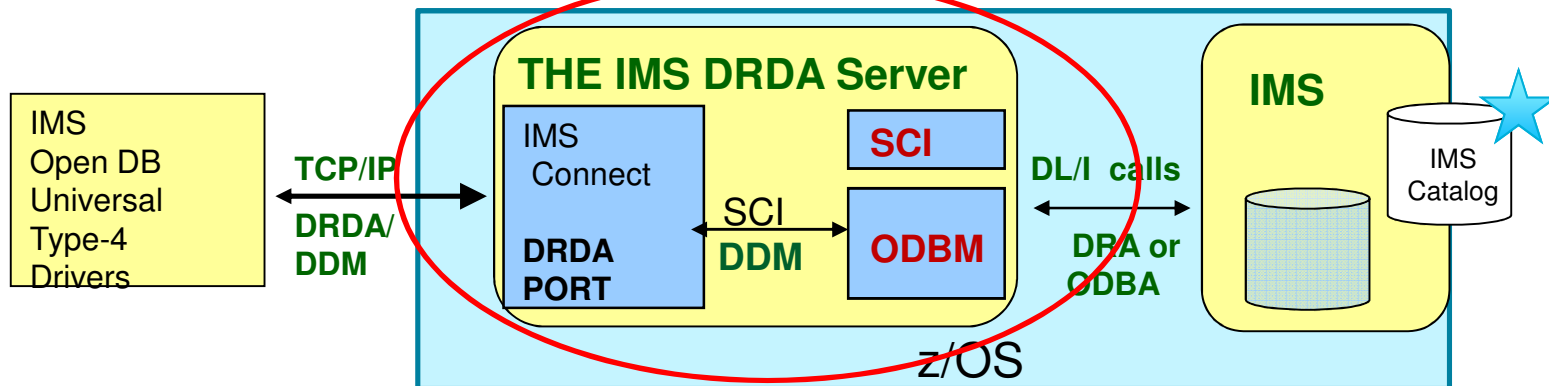 IMS
Open DB
Universal
Type-4
Drivers
TCP/IP
DRDA/
DDM
THE IMS DRDA Server
IMS
Connect
DRDA
PORT
SCI
DDM
SCI
ODBM
DL/I calls
DRA or
ODBA
IMS
IMS
Catalog
z/OS